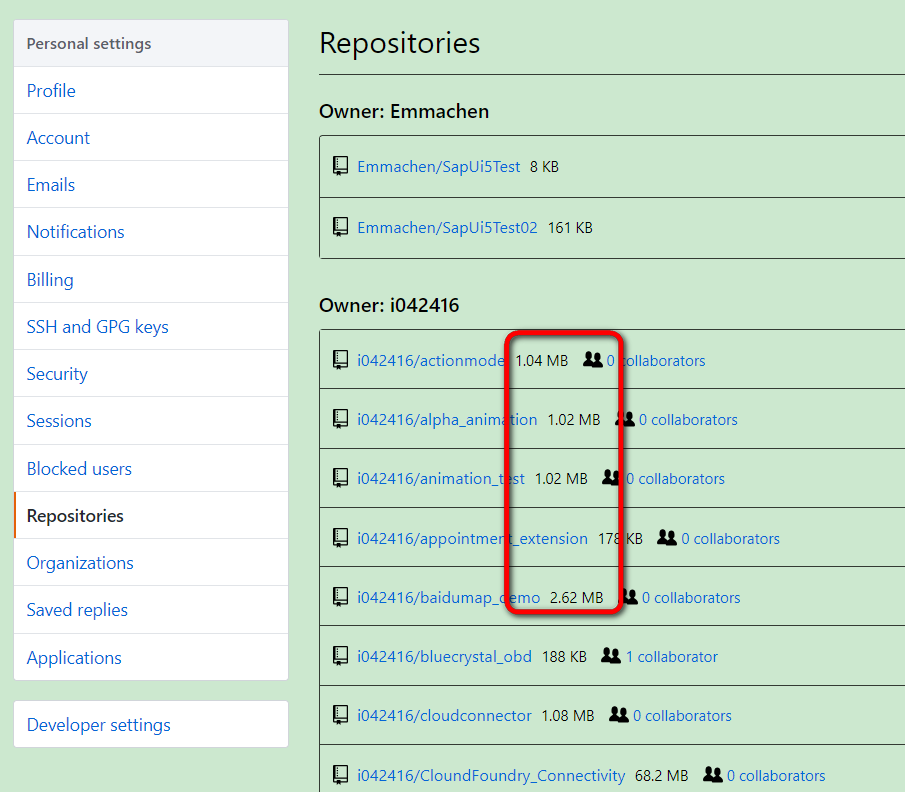 Personal settings
Profile
Account
Emails
Notifications
Billing
SSH and GPG keys
Security
Sessions
Blocked users
Repositories
Organizations
Saved replies
Applications
Developer settings
Repositories
Owner: Emmachen
Emmachen/SapUi5Test 8 KB
Emmachen/SapUi5Test02 161 KB
Owner: i042416
i042416/actionmode 1.04 MB 0 collaborators
i042416/alpha_animation 1.02 MB 0 collaborators
i042416/animation_test 1.02 MB 0 collaborators
i042416/appointment_extension 178 KB 0 collaborators
i042416/baidumap_demo 2.62 MB 0 collaborators
i042416/bluecrystal_obd 188 KB 1 collaborator
i042416/cloudconnector 1.08 MB 0 collaborators
i042416/CloundFoundry_Connectivity 68.2 MB 0 collaborators